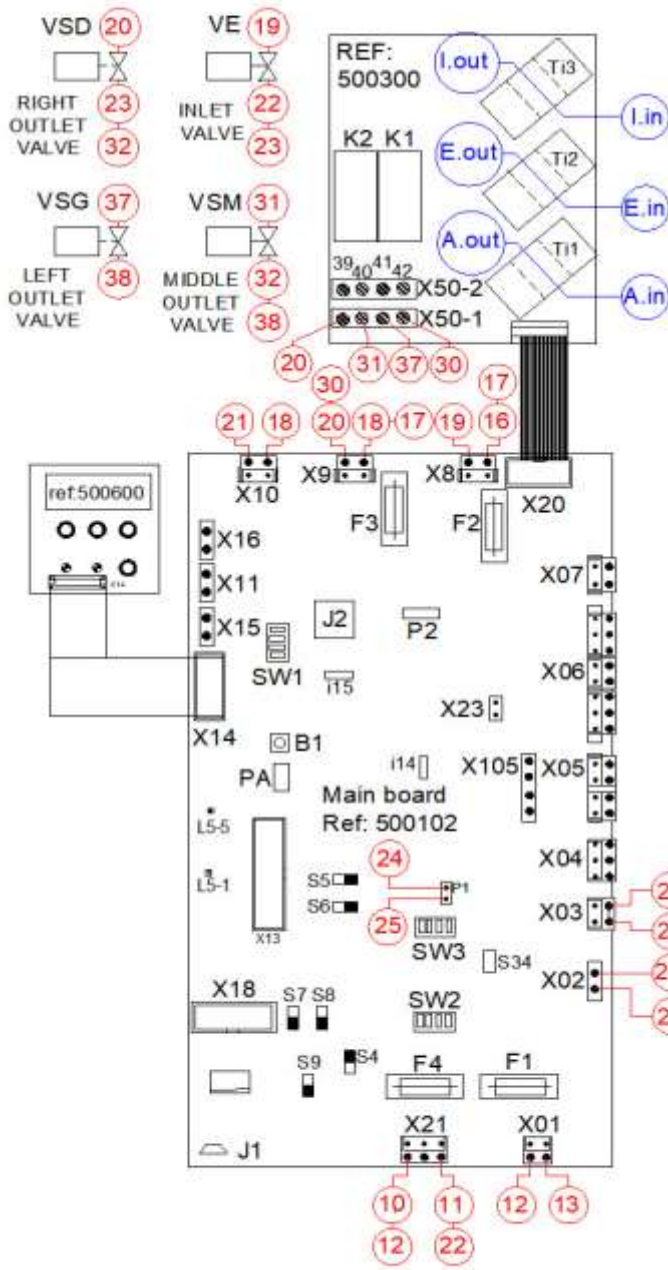 VSD 20 VE 19
RIGHT OUTLET VALVE 23 32
INLET VALVE 22 23
VSG 37 VSM 31
LEFT OUTLET VALVE 38
MIDDLE OUTLET VALVE 32 38
REF: 500300
K2 K1
I.out Ti3 I.in
E.out Ti2 E.in
A.out Ti1 A.in
39 40 41 42 X50-2
X50-1
20 31 37 30
30 17
21 18 20 18 17 19 16
X10 X9 X8 X20
ref:500600
F3 F2
X16
X11
X15
X14
X07
J2 P2
SW1 i15
X06
X23
B1
PA
i14 X105 X05
Main board
Ref: 500102
L5-5
L5-1
X13
S5
S6
24
25
P1
X04
X03
SW3 S34 X02
X18 S7 S8 SW2
S9 S4
F4 F1
J1 X21 X01
10 11 12 13
12 22